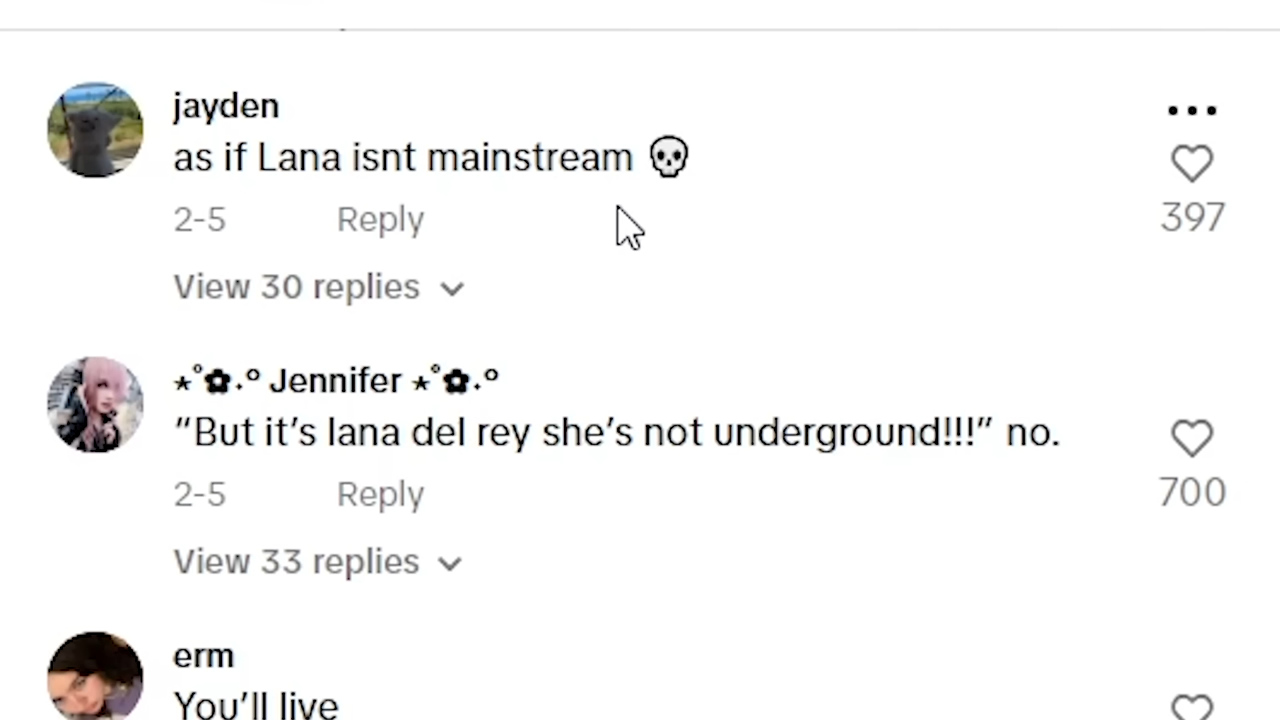 jayden
as if Lana isnt mainstream 💀
2-5 Reply
397
View 30 replies
⋆˚✿˖° Jennifer ⋆˚✿˖°
“But it’s lana del rey she’s not underground!!!” no.
2-5 Reply
700
View 33 replies
erm
You’ll live